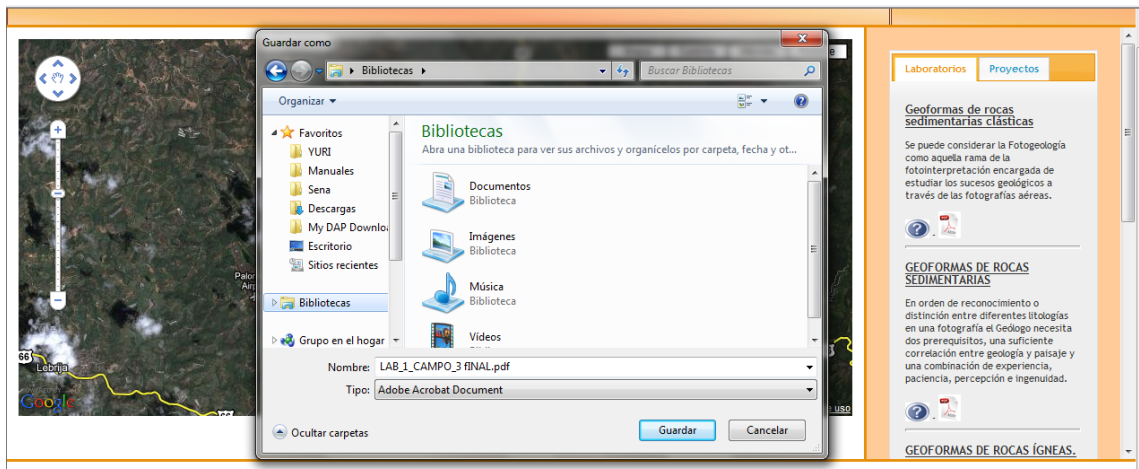 Guardar como
Bibliotecas
Buscar Bibliotecas
Organizar
Favoritos
YURI
Manuales
Sena
Descargas
My DAP Downlo
Escritorio
Sitios recientes
Bibliotecas
Grupo en el hogar
Bibliotecas
Abra una biblioteca para ver sus archivos y organícelos por carpeta, fecha y ot...
Documentos
Biblioteca
Imágenes
Biblioteca
Música
Biblioteca
Vídeos
Nombre: LAB_1_CAMPO_3 fINAL.pdf
Tipo: Adobe Acrobat Document
Ocultar carpetas
Guardar
Cancelar
66
Lebrija
Google
Laboratorios
Proyectos
Geoformas de rocas
sedimentarias clásticas
Se puede considerar la Fotogeología
como aquella rama de la
fotointerpretación encargada de
estudiar los sucesos geológicos a
través de las fotografías aéreas.
GEOFORMAS DE ROCAS
SEDIMENTARIAS
En orden de reconocimiento o
distinción entre diferentes litologías
en una fotografía el Geólogo necesita
dos prerequisitos, una suficiente
correlación entre geología y paisaje y
una combinación de experiencia,
paciencia, percepción e ingenuidad.
GEOFORMAS DE ROCAS ÍGNEAS.